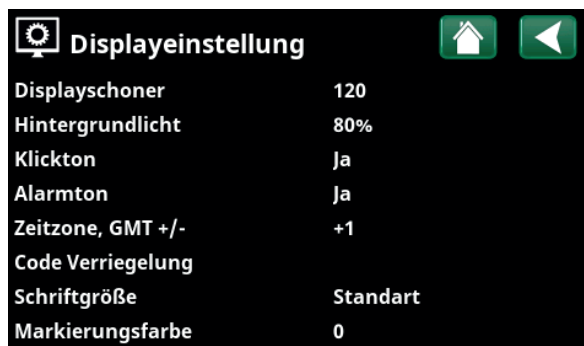 Displayeinstellung
Displayschoner 120
Hintergrundlicht 80%
Klickton Ja
Alarmton Ja
Zeitzone, GMT +/- +1
Code Verriegelung
Schriftgröße Standart
Markierungsfarbe 0